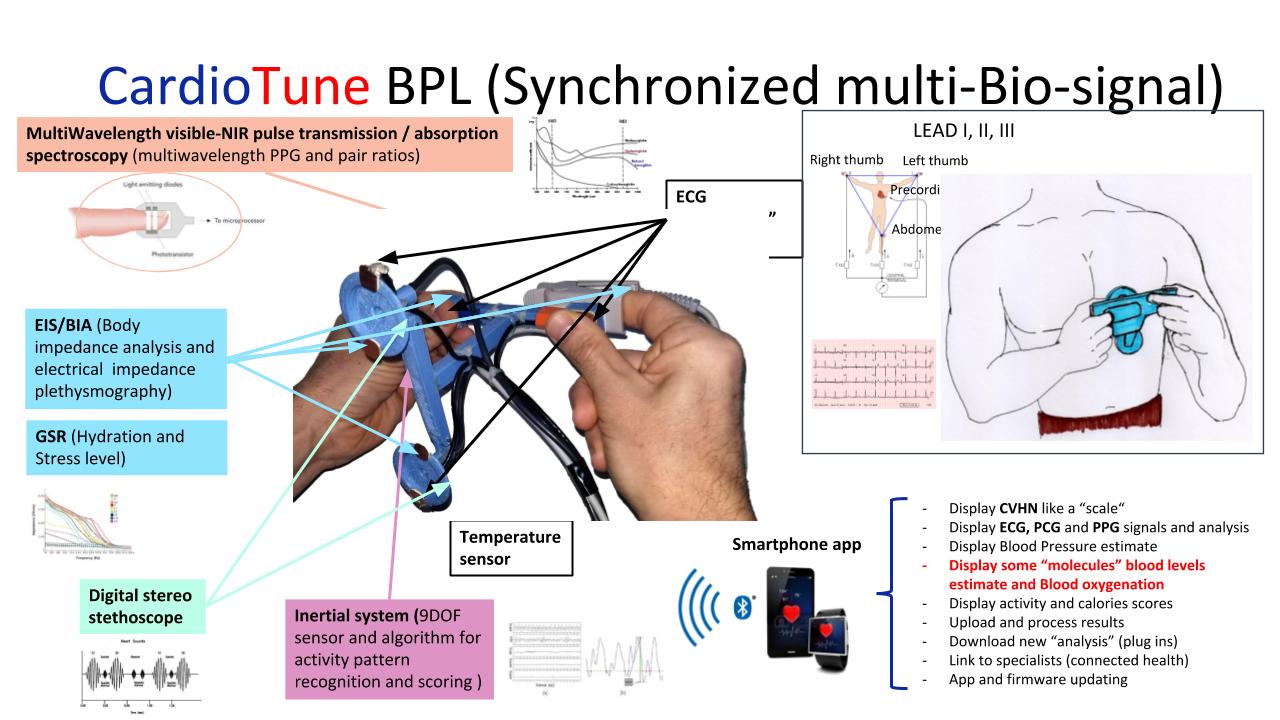 CardioTune BPL (Synchronized multi-Bio-signal)
MultiWavelength visible-NIR pulse transmission / absorption
spectroscopy (multiwavelength PPG and pair ratios)
Light emitting diodes
To microprocessor
Phototransistor
ECG
”
LEAD I, II, III
Right thumb
Left thumb
Precordi
Abdome
EIS/BIA (Body
impedance analysis and
electrical impedance
plethysmography)
GSR (Hydration and
Stress level)
Digital stereo
stethoscope
Heart Sounds
Temperature
sensor
Inertial system (9DOF
sensor and algorithm for
activity pattern
recognition and scoring )
(a)
(b)
Smartphone app
- Display CVHN like a “scale“
- Display ECG, PCG and PPG signals and analysis
- Display Blood Pressure estimate
- Display some “molecules” blood levels
estimate and Blood oxygenation
- Display activity and calories scores
- Upload and process results
- Download new “analysis” (plug ins)
- Link to specialists (connected health)
- App and firmware updating